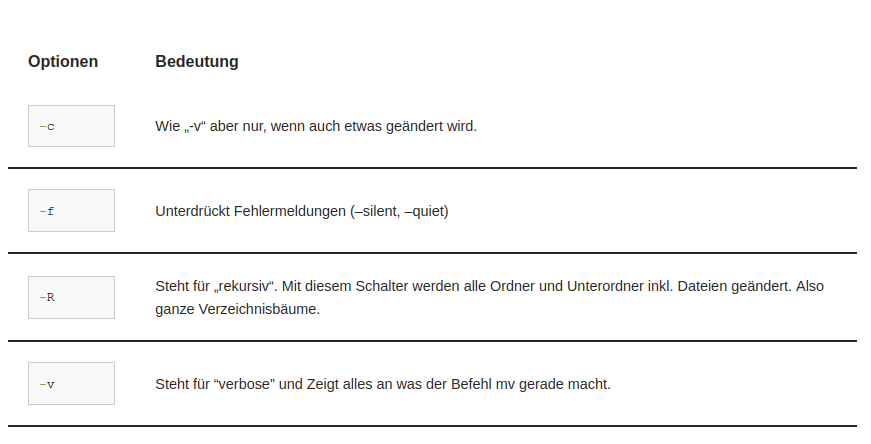 Optionen Bedeutung
-c Wie „-v“ aber nur, wenn auch etwas geändert wird.
-f Unterdrückt Fehlermeldungen (–silent, –quiet)
-R Steht für „rekursiv“. Mit diesem Schalter werden alle Ordner und Unterordner inkl. Dateien geändert. Also
ganze Verzeichnisbäume.
-v Steht für “verbose” und Zeigt alles an was der Befehl mv gerade macht.